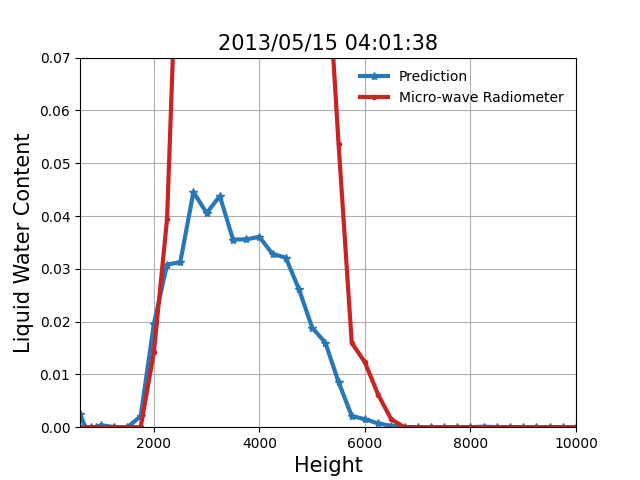 2013/05/15 04:01:38
Prediction
Micro-wave Radiometer
Liquid Water Content
0.07
0.06
0.05
0.04
0.03
0.02
0.01
0.00
2000 4000 6000 8000 10000
Height